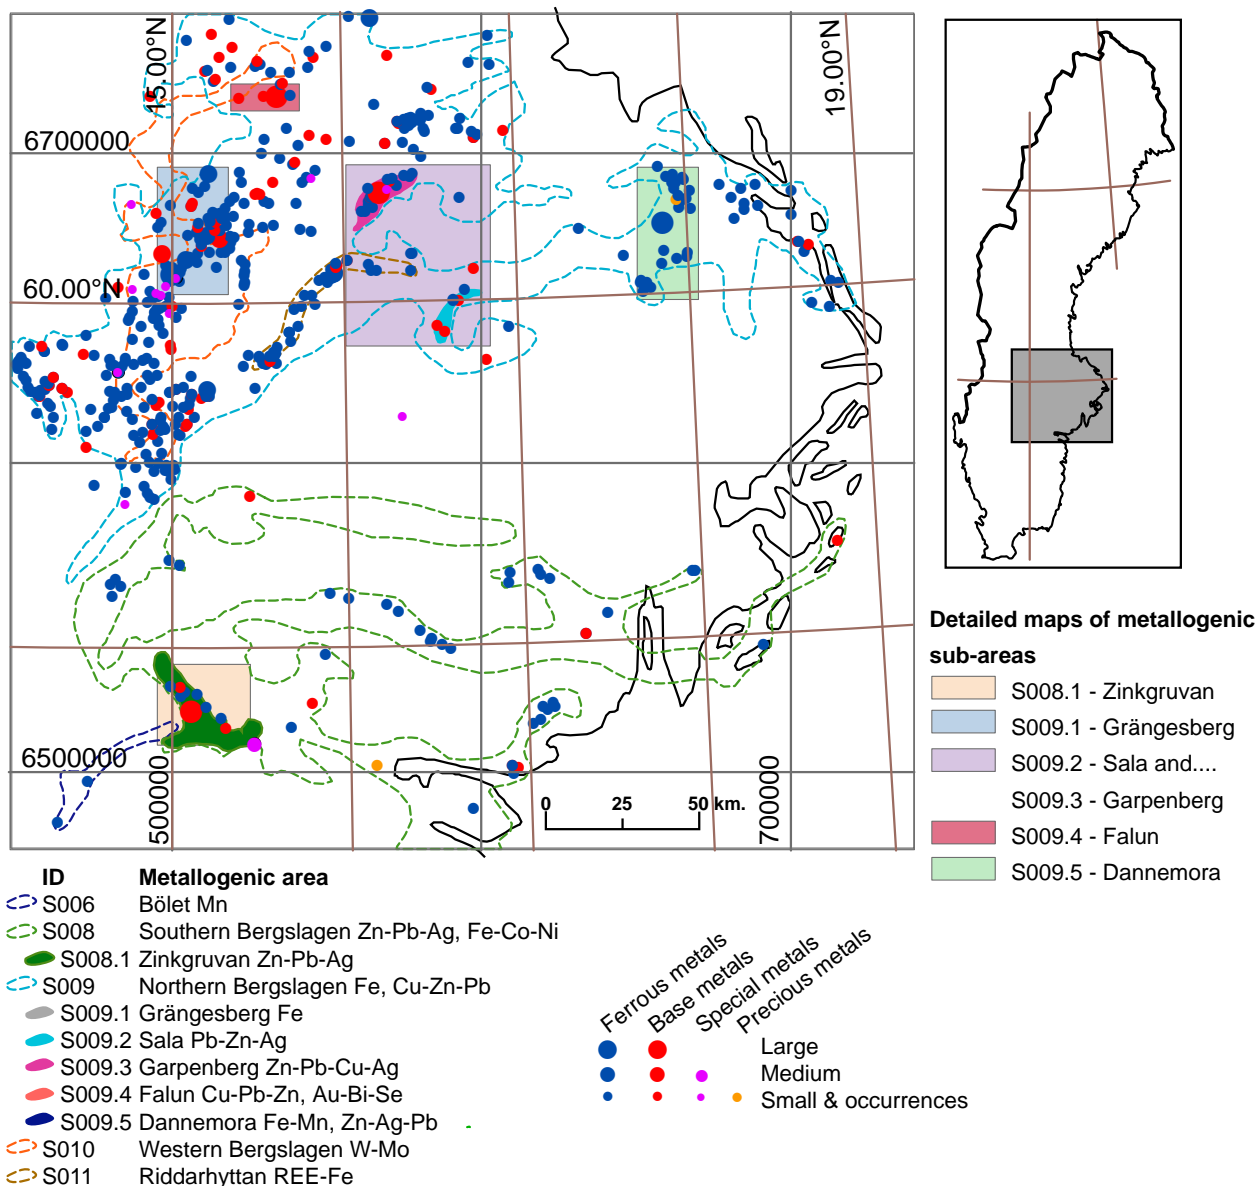 15.00°N
19.00°N
6700000
60.00°N
6500000
500000
700000
0 25 50 km.
Detailed maps of metallogenic
sub-areas
S008.1 - Zinkgruvan
S009.1 - Grängesberg
S009.2 - Sala and....
S009.3 - Garpenberg
S009.4 - Falun
S009.5 - Dannemora
ID Metallogenic area
S006 Bölet Mn
S008 Southern Bergslagen Zn-Pb-Ag, Fe-Co-Ni
S008.1 Zinkgruvan Zn-Pb-Ag
S009 Northern Bergslagen Fe, Cu-Zn-Pb
S009.1 Grängesberg Fe
S009.2 Sala Pb-Zn-Ag
S009.3 Garpenberg Zn-Pb-Cu-Ag
S009.4 Falun Cu-Pb-Zn, Au-Bi-Se
S009.5 Dannemora Fe-Mn, Zn-Ag-Pb
S010 Western Bergslagen W-Mo
S011 Riddarhyttan REE-Fe
Ferrous metals
Base metals
Special metals
Precious metals
Large
Medium
Small & occurrences